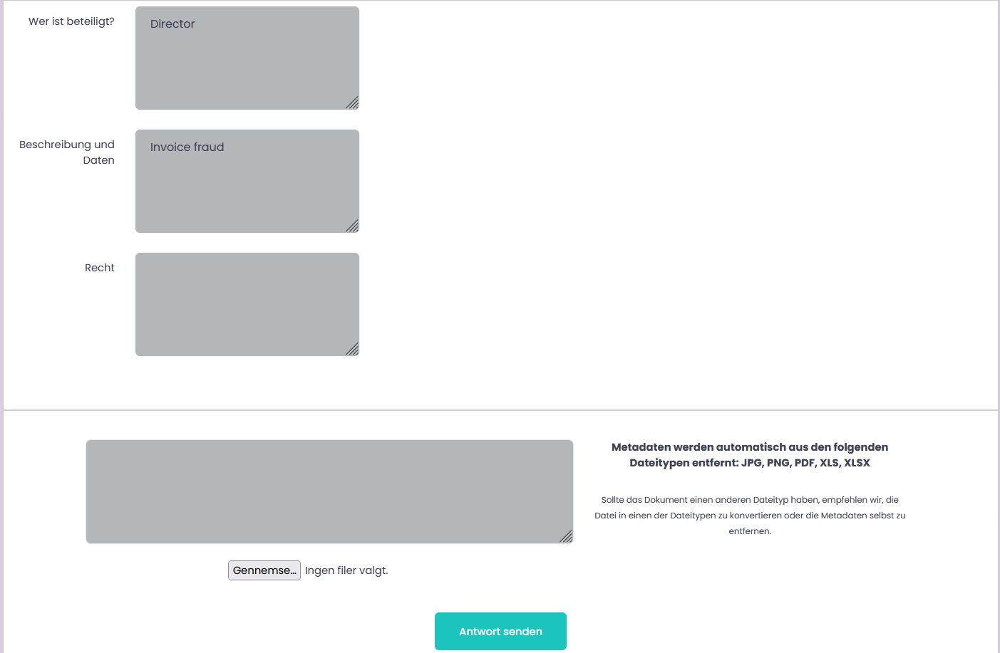 Wer ist beteiligt?
Director
Beschreibung und
Daten
Invoice fraud
Recht
Metadaten werden automatisch aus den folgenden
Dateitypen entfernt: JPG, PNG, PDF, XLS, XLSX
Sollte das Dokument einen anderen Dateityp haben, empfehlen wir, die
Datei in einen der Dateitypen zu konvertieren oder die Metadaten selbst zu
entfernen.
Gennemse... Ingen filer valgt.
Antwort senden